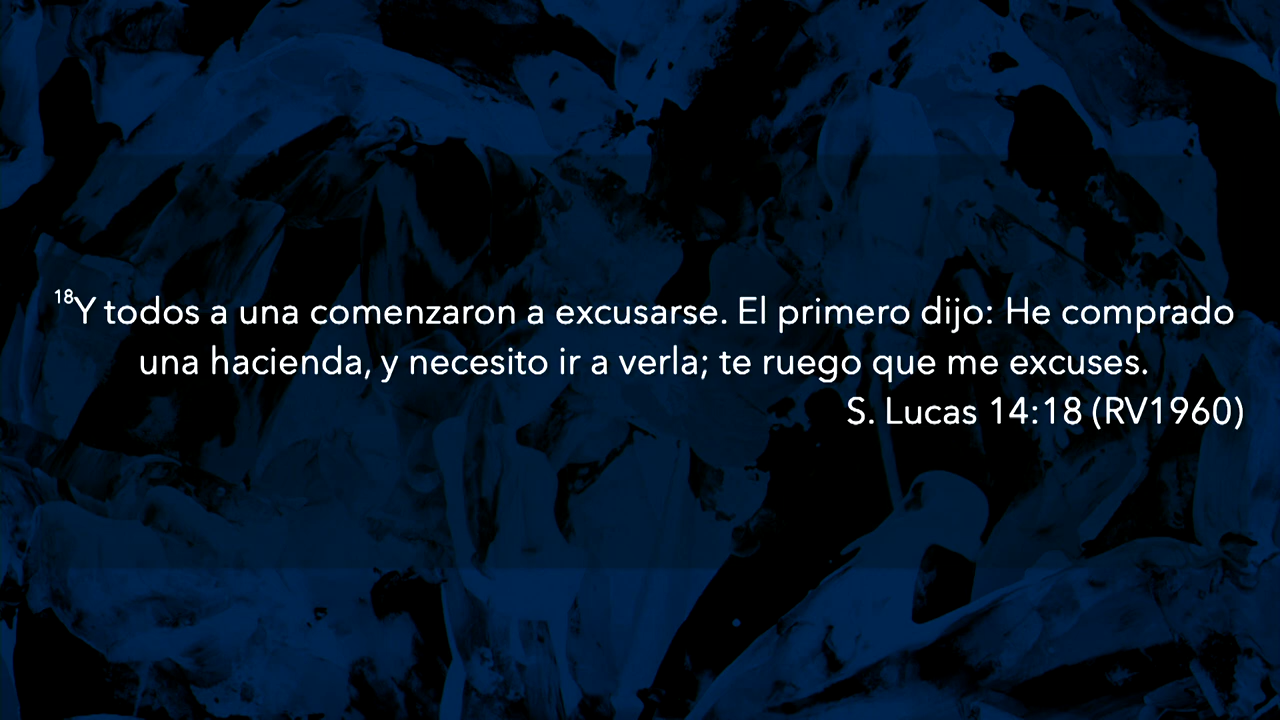 18Y todos a una comenzaron a excusarse. El primero dijo: He comprado
una hacienda, y necesito ir a verla; te ruego que me excuses.
S. Lucas 14:18 (RV1960)